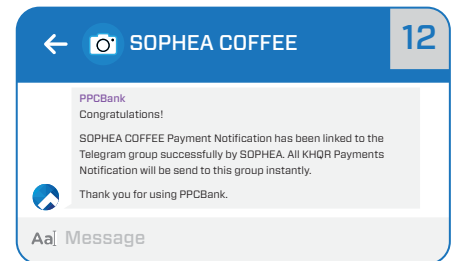 SOPHEA COFFEE
12
PPCBank
Congratulations!
SOPHEA COFFEE Payment Notification has been linked to the
Telegram group successfully by SOPHEA. All KHQR Payments
Notification will be send to this group instantly.
Thank you for using PPCBank.
Aa Message